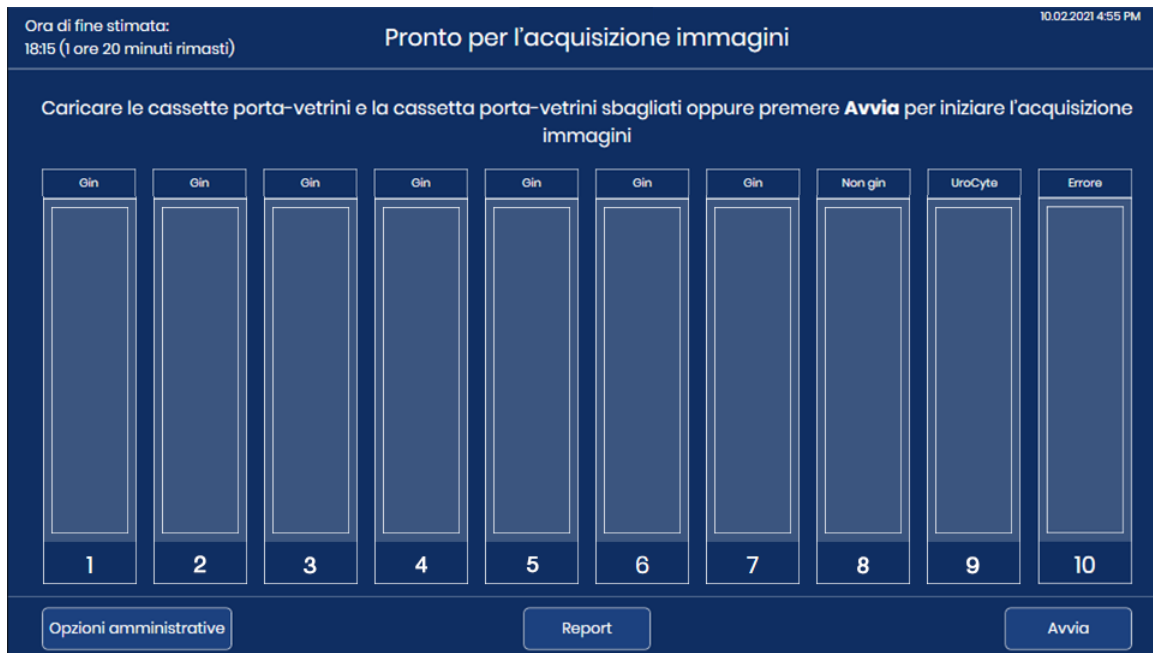 Ora di fine stimata:
18:15 (1 ore 20 minuti rimasti)
Pronto per l'acquisizione immagini
10.02.2021 4:55 PM
Caricare le cassette porta-vetrini e la cassetta porta-vetrini sbagliati oppure premere Avvia per iniziare l'acquisizione
immagini
Gin Gin Gin Gin Gin Gin Gin Non gin UroCyte Errore
1 2 3 4 5 6 7 8 9 10
Opzioni amministrative Report Avvia